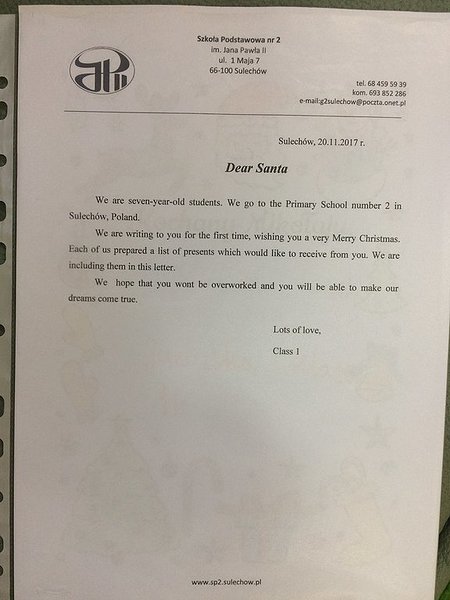 Szkoła Podstawowa nr 2
im. Jana Pawła II
ul. 1 Maja 7
66-100 Sulechów
tel. 68 459 59 39
kom. 693 852 286
e-mail:g2sulechow@poczta.onet.pl
Sulechów, 20.11.2017 r.
Dear Santa
We are seven-year-old students. We go to the Primary School number 2 in
Sulechów, Poland.
We are writing to you for the first time, wishing you a very Merry Christmas.
Each of us prepared a list of presents which would like to receive from you. We are
including them in this letter.
We hope that you wont be overworked and you will be able to make our
dreams come true.
Lots of love,
Class 1
www.sp2.sulechow.pl